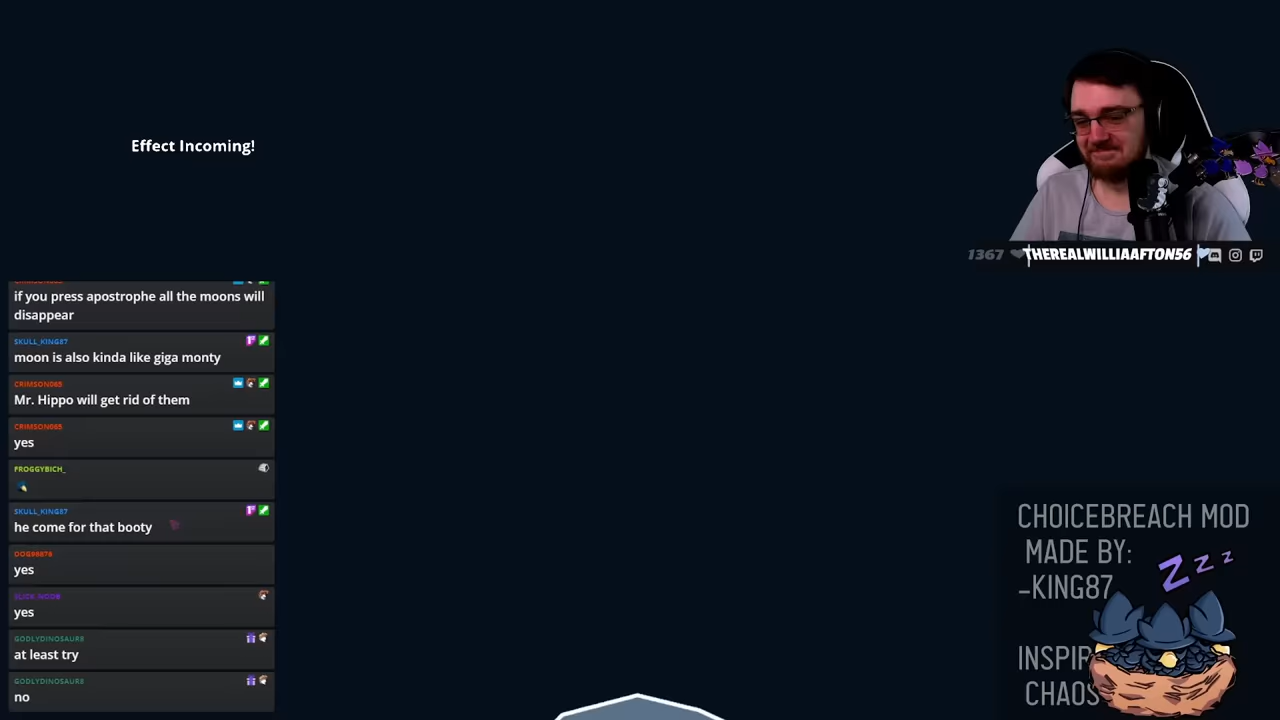 Effect Incoming!
1367 THEREALWILLIAAFTON56
if you press apostrophe all the moons will
disappear
SKULL_KING87
moon is also kinda like giga monty
CRIMSON065
Mr. Hippo will get rid of them
CRIMSON065
yes
FROGGYBICH_
SKULL_KING87
he come for that booty
yes
yes
GODLYDINOSAUR8
at least try
GODLYDINOSAUR8
no
CHOICEBREACH MOD
MADE BY:
-KING87
Z Z Z
INSPIR
CHAOS